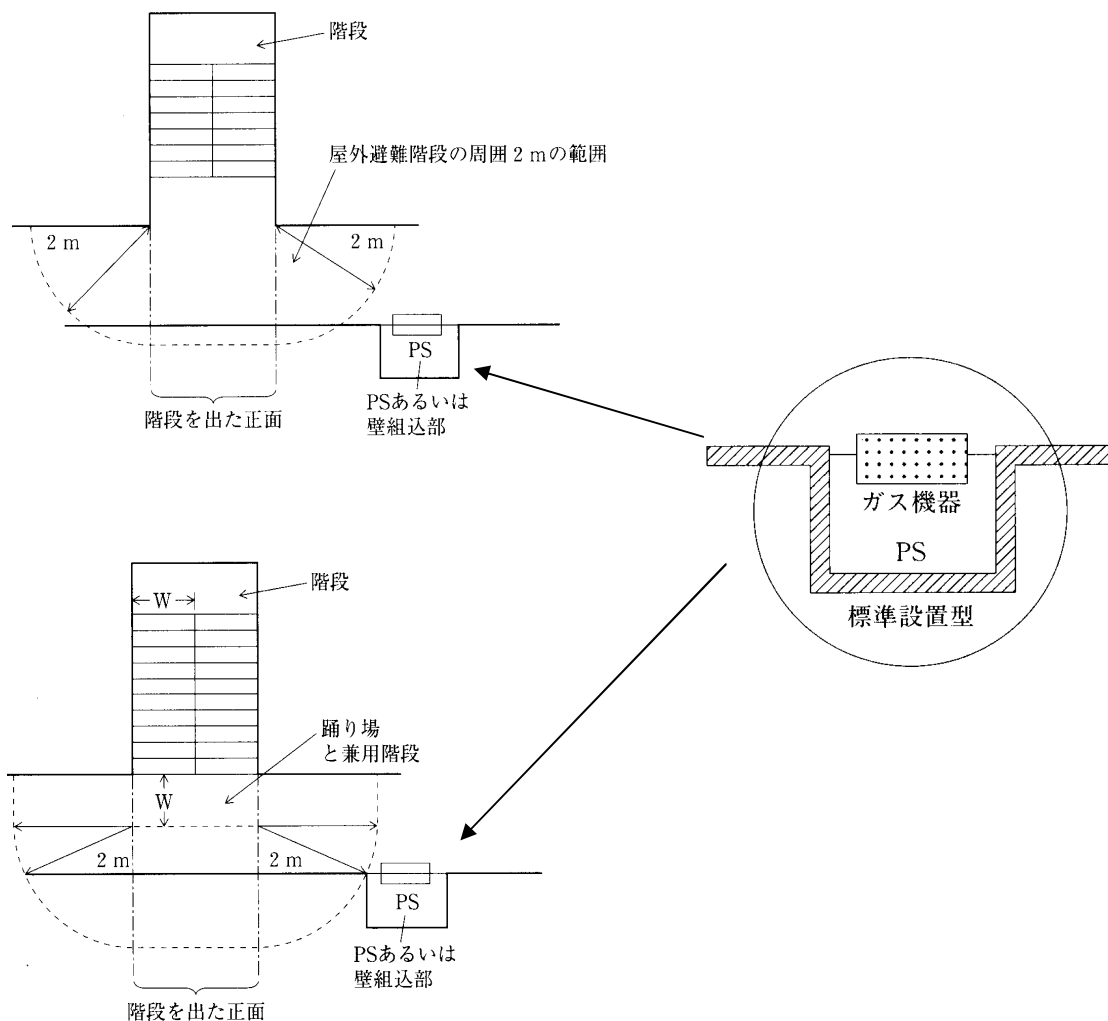 階段
屋外避難階段の周囲2mの範囲
2 m
2 m
PS
PSあるいは
壁組込部
階段を出た正面
ガス機器
PS
標準設置型
階段
W
踊り場
と兼用階段
W
2 m
2 m
PS
PSあるいは
壁組込部
階段を出た正面